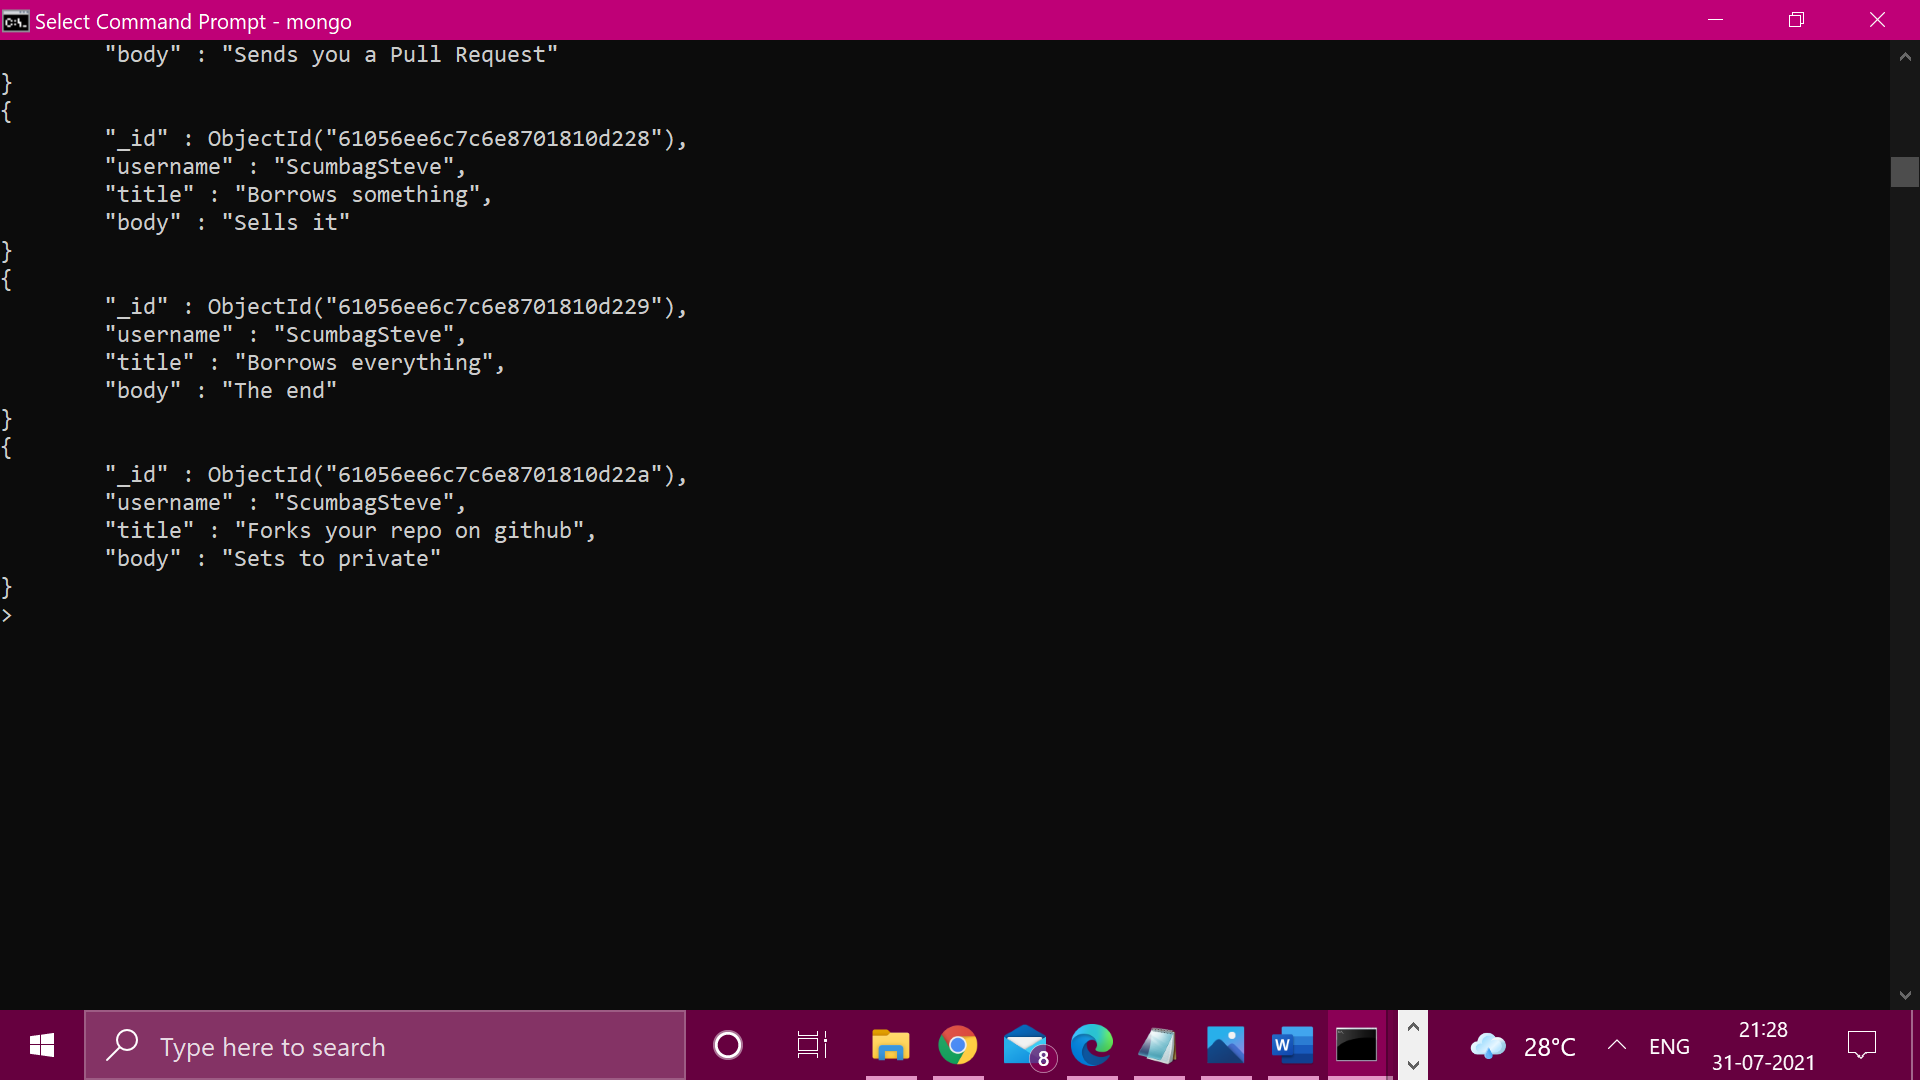 Select Command Prompt - mongo
"body" : "Sends you a Pull Request"
}
{
"_id" : ObjectId("61056ee6c7c6e8701810d228"),
"username" : "ScumbagSteve",
"title" : "Borrows something",
"body" : "Sells it"
}
{
"_id" : ObjectId("61056ee6c7c6e8701810d229"),
"username" : "ScumbagSteve",
"title" : "Borrows everything",
"body" : "The end"
}
{
"_id" : ObjectId("61056ee6c7c6e8701810d22a"),
"username" : "ScumbagSteve",
"title" : "Forks your repo on github",
"body" : "Sets to private"
}
>
Type here to search
8
28°C
ENG
21:28
31-07-2021